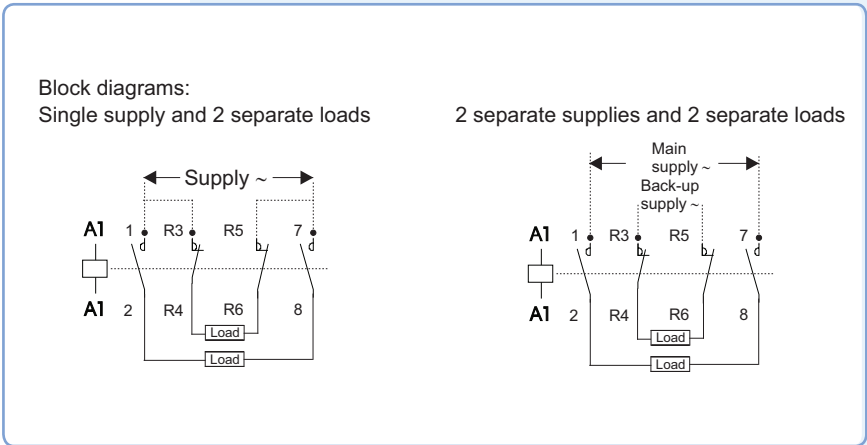 Block diagrams:
Single supply and 2 separate loads
Supply ~
A1 1 R3 R5 7
A1 2 R4 R6 8
Load
Load
2 separate supplies and 2 separate loads
Main
supply ~
Back-up
supply ~
A1 1 R3 R5 7
A1 2 R4 R6 8
Load
Load